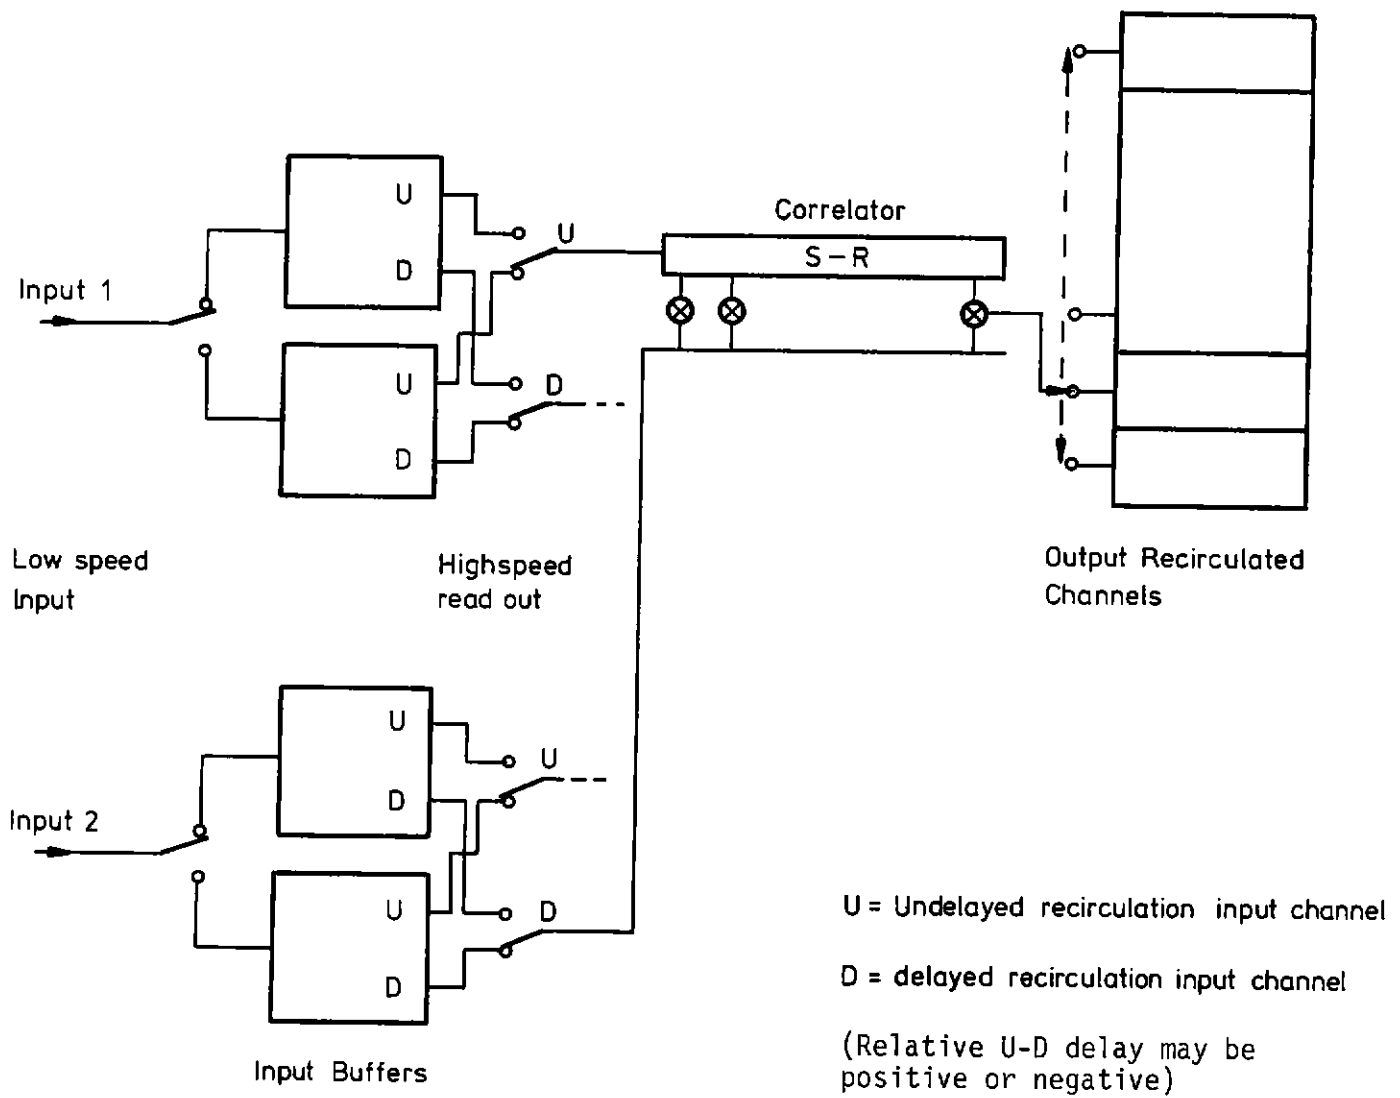 U
D
Input 1
U
D
U
D
Correlator
S-R
Low speed
Input
Highspeed
read out
Output Recirculated
Channels
U
D
Input 2
U
D
U
D
Input Buffers
U = Undelayed recirculation input channel
D = delayed recirculation input channel
(Relative U-D delay may be
positive or negative)